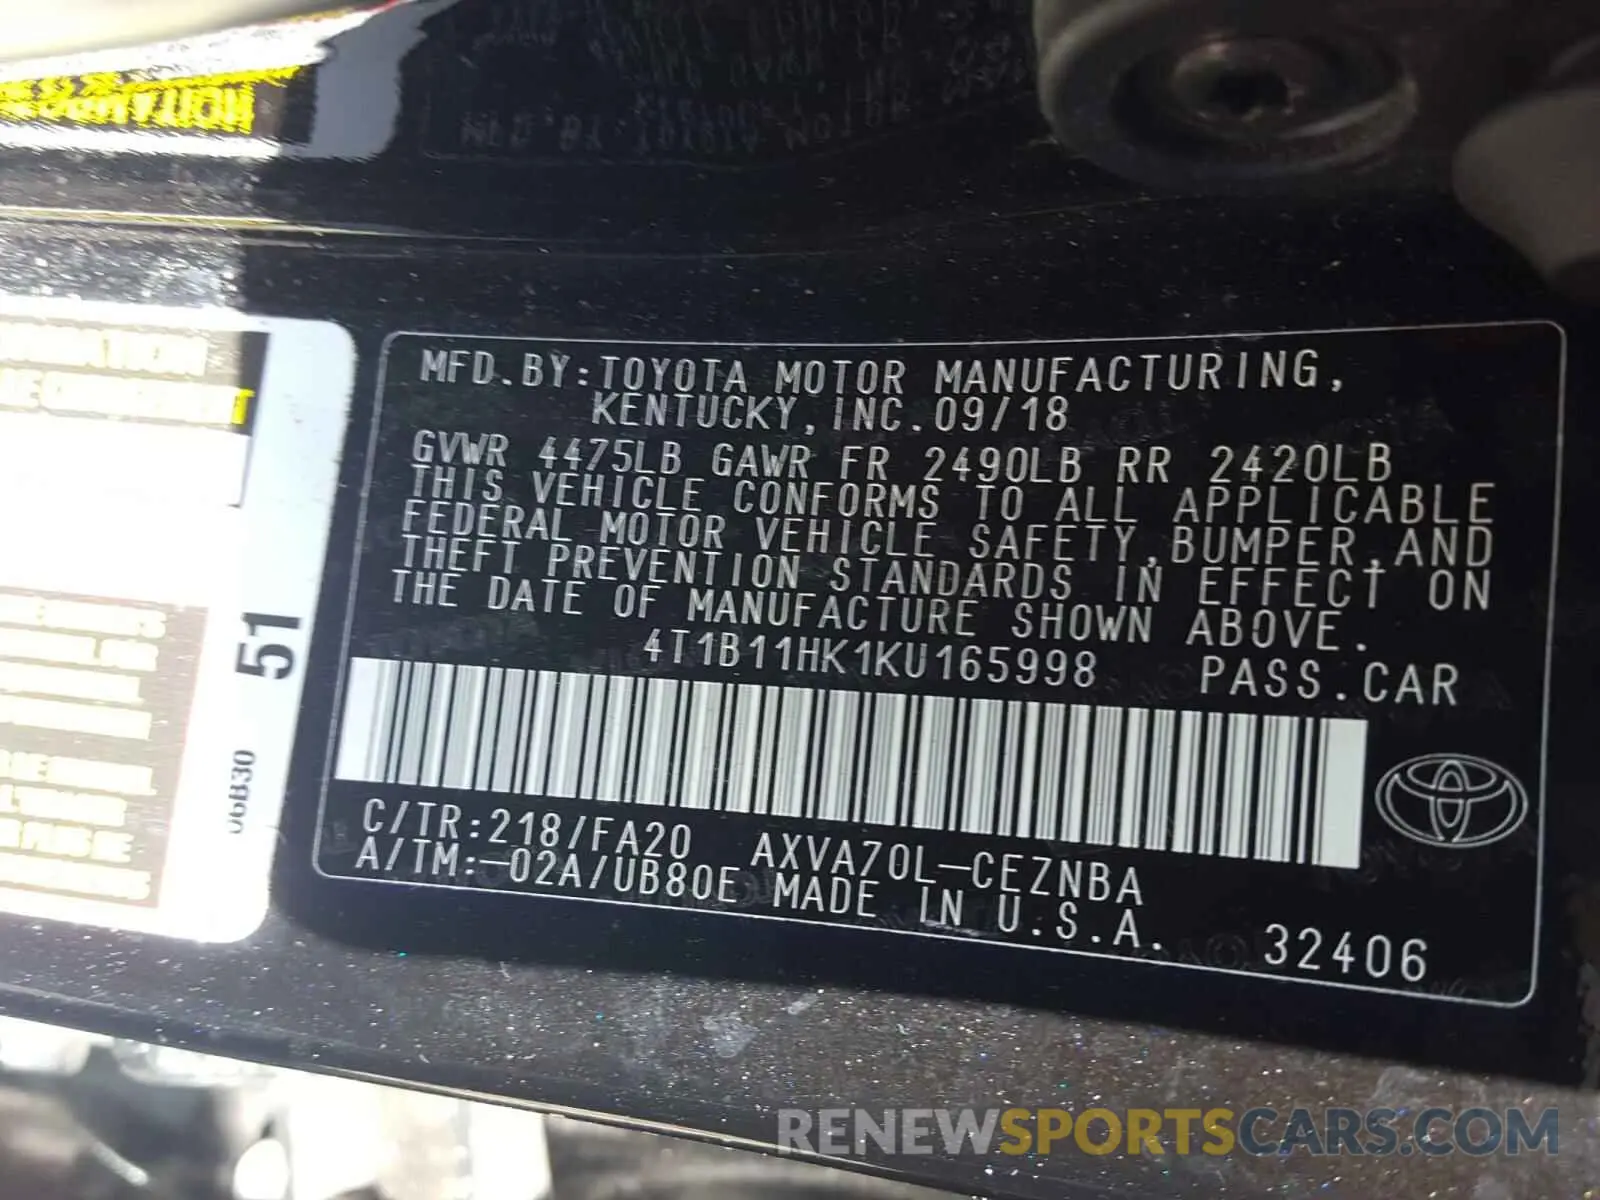 MFD.BY:TOYOTA MOTOR MANUFACTURING,
KENTUCKY,INC.09/18
GVWR 4475LB GAWR FR 2490LB RR 2420LB
THIS VEHICLE CONFORMS TO ALL APPLICABLE
FEDERAL MOTOR VEHICLE SAFETY,BUMPER,AND
THEFT PREVENTION STANDARDS IN EFFECT ON
THE DATE OF MANUFACTURE SHOWN ABOVE.
4T1B11HK1KU165998 PASS.CAR
C/TR:218/FA20 AXVA70L-CEZNBA
A/TM:-02A/UB80E MADE IN U.S.A.
32406
51
06B30
RENEWSPORTSCARS.COM